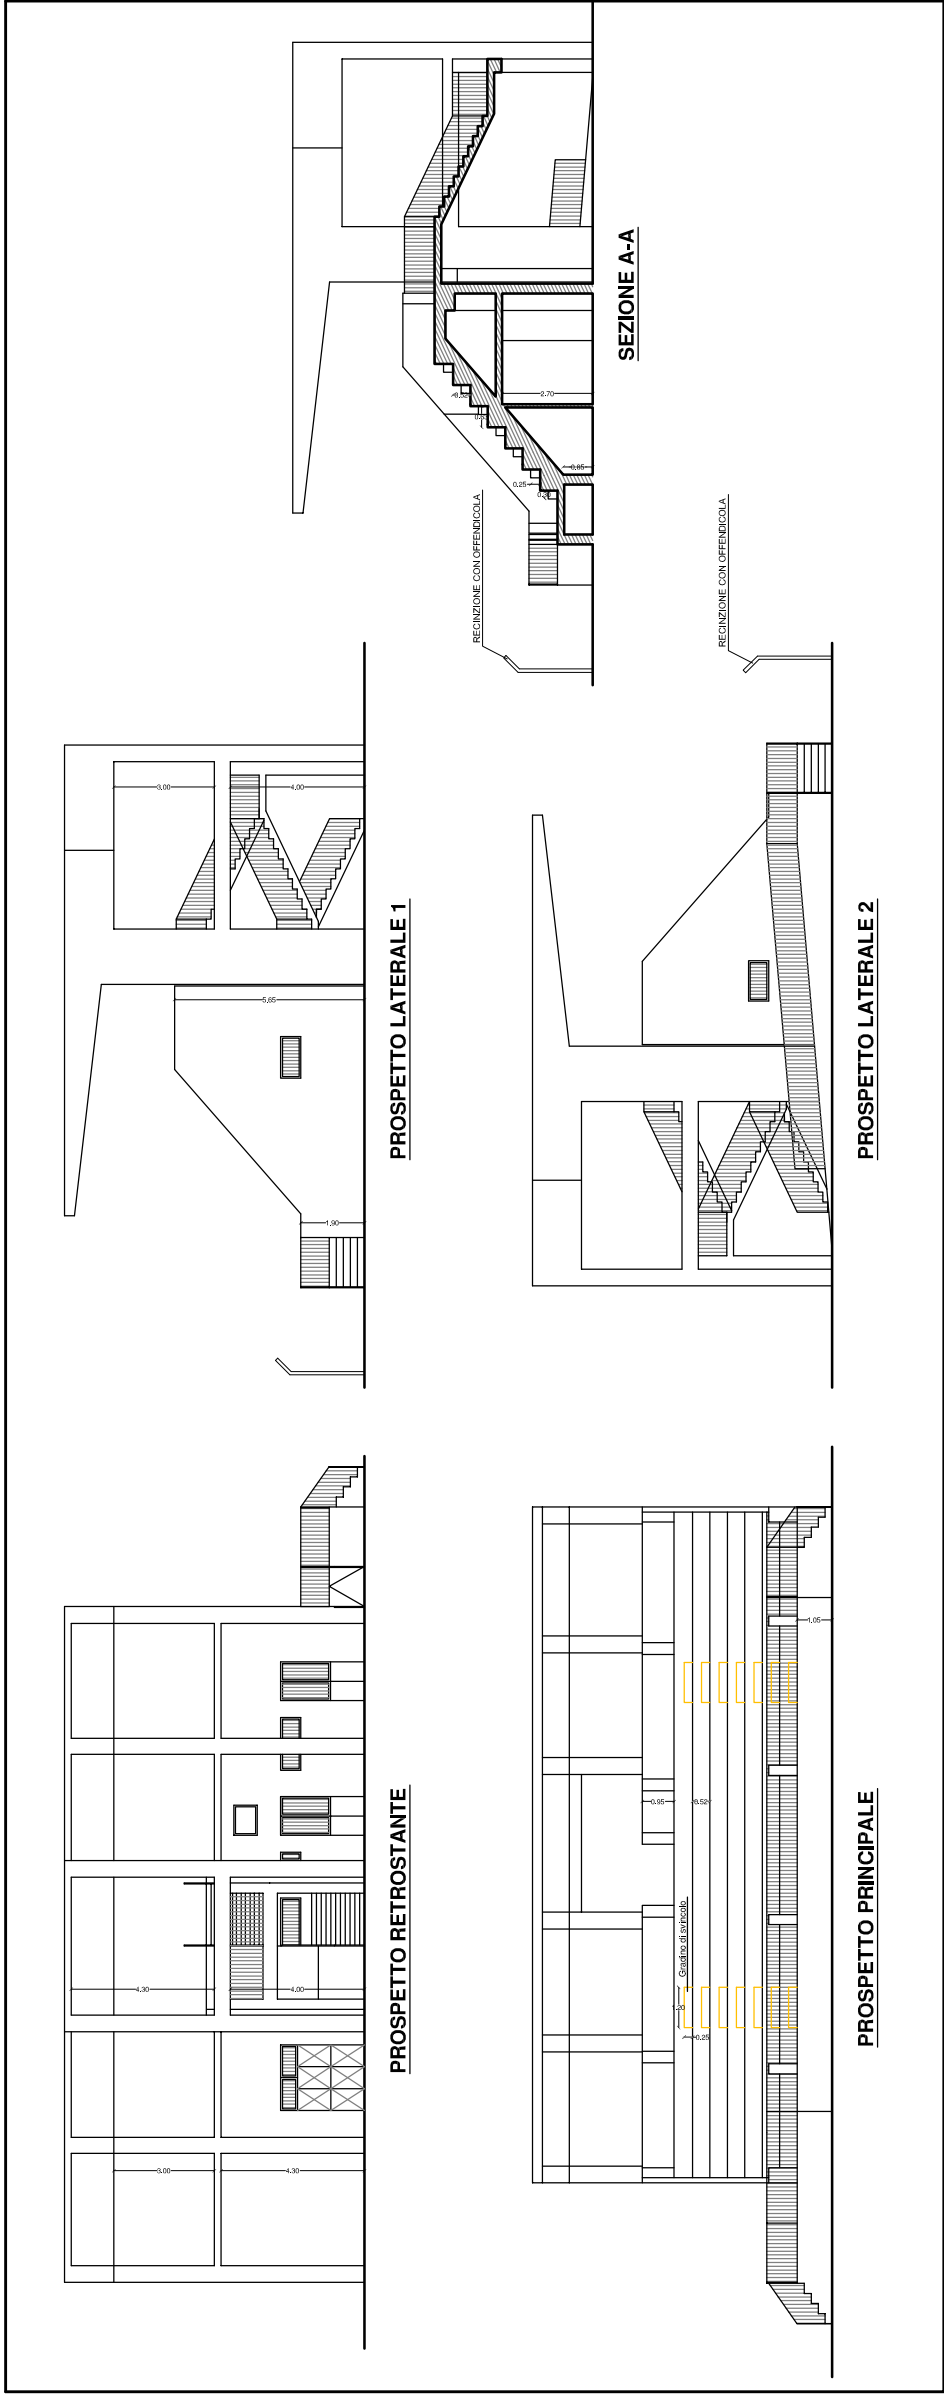 PROSPETTO RETROSTANTE
3.00
4.30
4.30
4.00
PROSPETTO LATERALE 1
1.90
5.65
3.00
4.00
PROSPETTO PRINCIPALE
Gradino di svincolo
1.20
0.25
0.95
0.52
1.05
PROSPETTO LATERALE 2
RECINZIONE CON OFFENDICOLA
SEZIONE A-A
RECINZIONE CON OFFENDICOLA
0.25
0.85
2.70